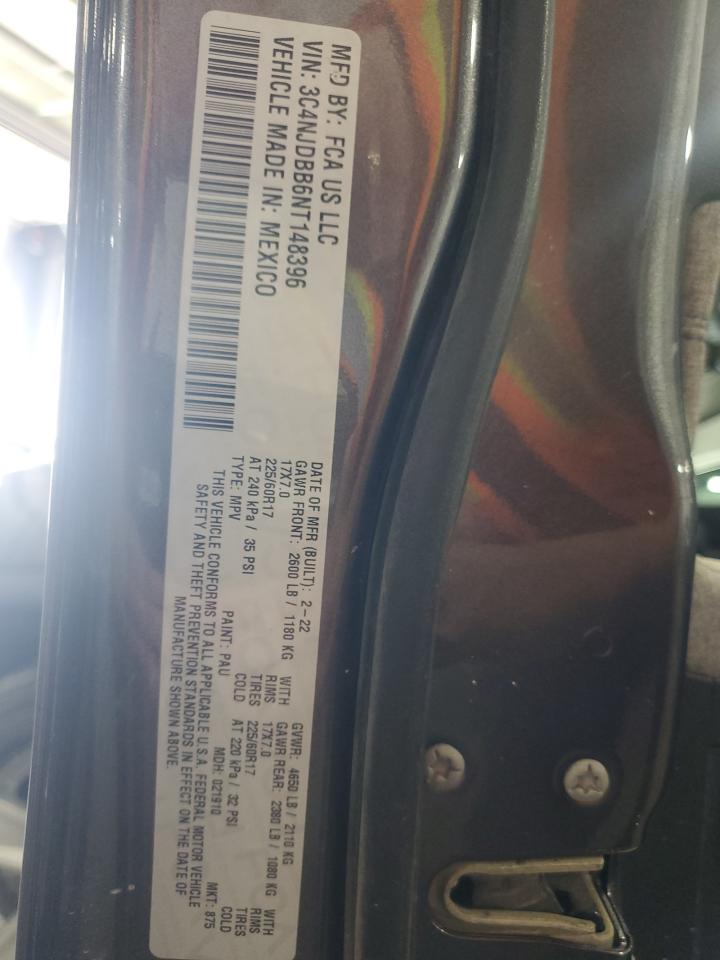 MFD BY: FCA US LLC
VIN: 3C4NJDBB6NT148396
VEHICLE MADE IN: MEXICO
DATE OF MFR (BUILT): 2-22 GVWR: 4650 LB / 2110 KG
GAWR FRONT: 2600 LB / 1180 KG WITH GAWR REAR: 2380 LB / 1080 KG WITH
17X7.0 RIMS 17X7.0 RIMS
225/60R17 TIRES 225/60R17 TIRES
AT 240 kPa / 35 PSI COLD AT 220 kPa / 32 PSI COLD
TYPE: MPV PAINT: PAU MDH: 021910 MKT: 875
THIS VEHICLE CONFORMS TO ALL APPLICABLE U.S.A. FEDERAL MOTOR VEHICLE
SAFETY AND THEFT PREVENTION STANDARDS IN EFFECT ON THE DATE OF
MANUFACTURE SHOWN ABOVE.